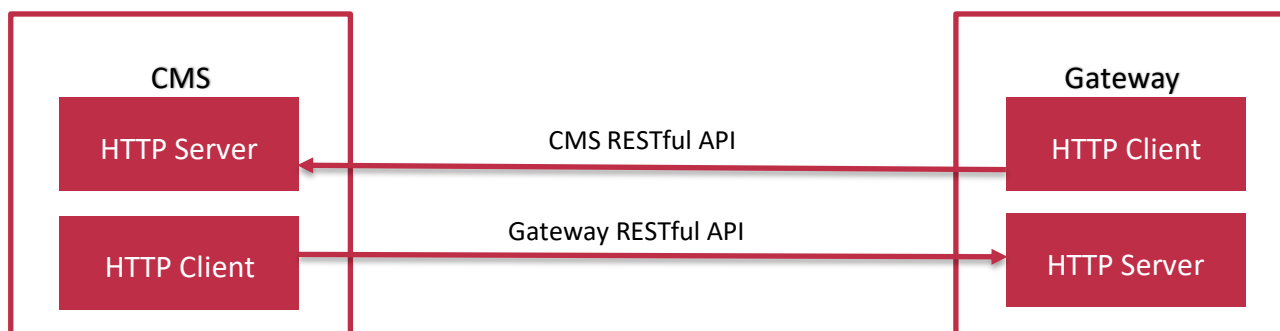 CMS
Gateway
HTTP Server
CMS RESTful API
HTTP Client
HTTP Client
Gateway RESTful API
HTTP Server